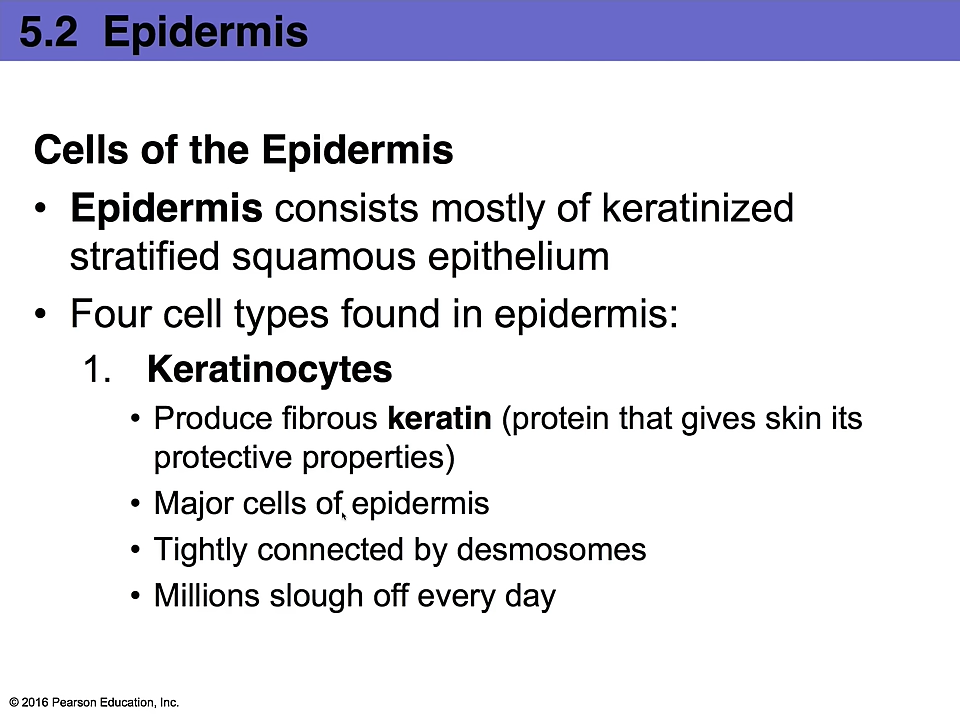 5.2 Epidermis
Cells of the Epidermis
• Epidermis consists mostly of keratinized
stratified squamous epithelium
• Four cell types found in epidermis:
1. Keratinocytes
• Produce fibrous keratin (protein that gives skin its
protective properties)
• Major cells of epidermis
• Tightly connected by desmosomes
• Millions slough off every day
© 2016 Pearson Education, Inc.